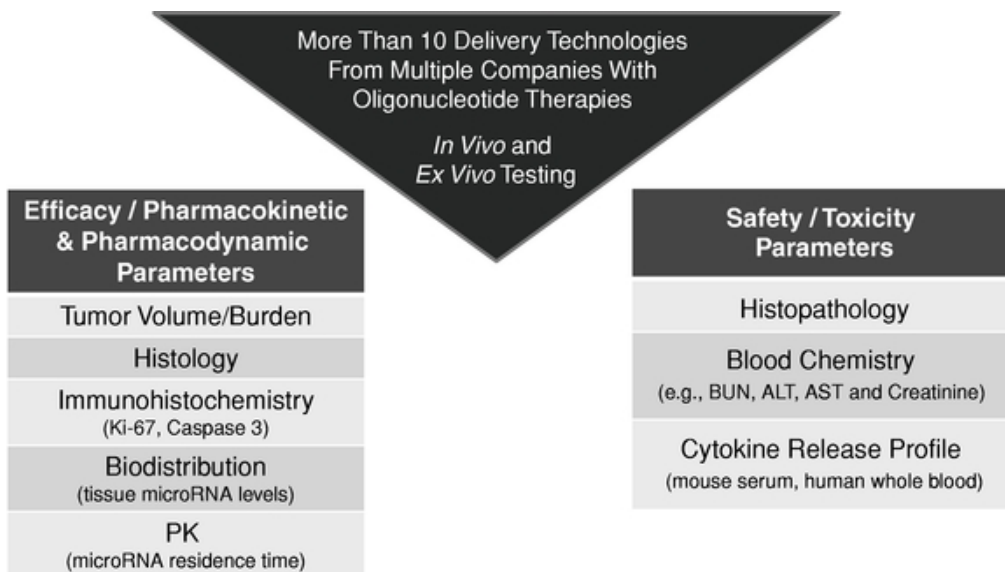 More Than 10 Delivery Technologies
From Multiple Companies With
Oligonucleotide Therapies
In Vivo and
Ex Vivo Testing
Efficacy / Pharmacokinetic
& Pharmacodynamic
Parameters
Tumor Volume/Burden
Histology
Immunohistochemistry
(Ki-67, Caspase 3)
Biodistribution
(tissue microRNA levels)
PK
(microRNA residence time)
Safety / Toxicity
Parameters
Histopathology
Blood Chemistry
(e.g., BUN, ALT, AST and Creatinine)
Cytokine Release Profile
(mouse serum, human whole blood)